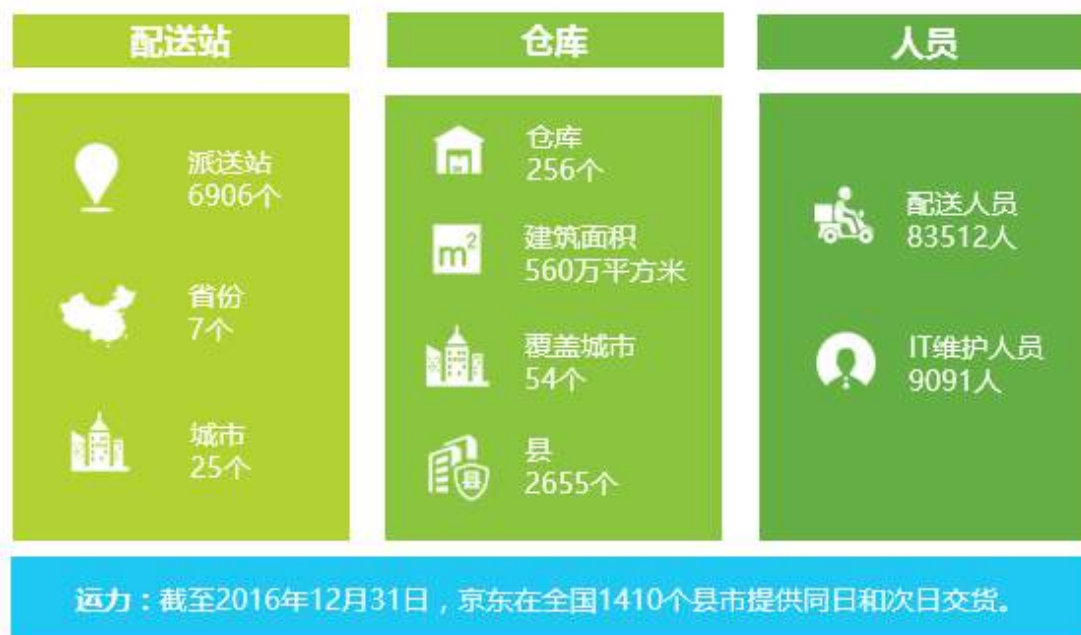 配送站
派送站
6906个
省份
7个
城市
25个
仓库
仓库
256个
m²
建筑面积
560万平方米
覆盖城市
54个
县
县
2655个
人员
配送人员
83512人
IT维护人员
9091人
运力：截至2016年12月31日，京东在全国1410个县市提供同日和次日交货。